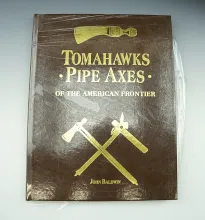 TOMAHAWKS
• PIPE AXES •
OF THE AMERICAN FRONTIER
JOHN BALDWIN